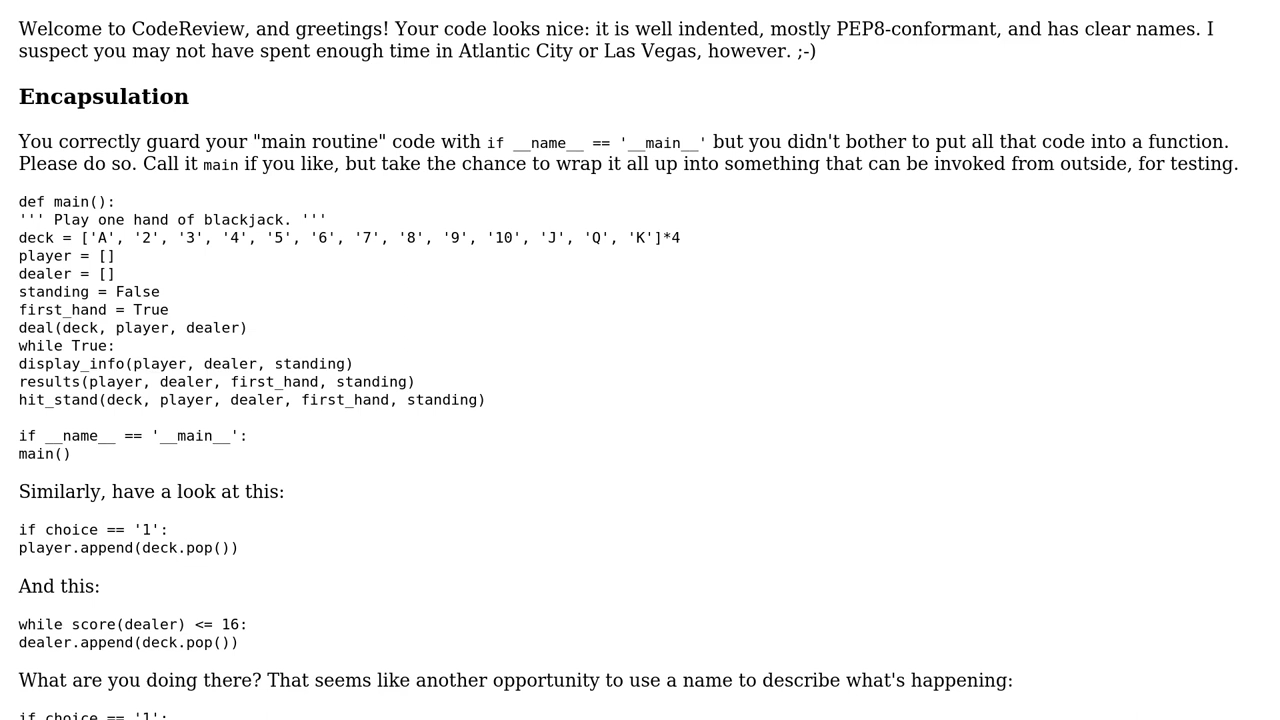 Welcome to CodeReview, and greetings! Your code looks nice: it is well indented, mostly PEP8-conformant, and has clear names. I
suspect you may not have spent enough time in Atlantic City or Las Vegas, however. ;-)
Encapsulation
You correctly guard your "main routine" code with if __name__ == '__main__' but you didn't bother to put all that code into a function.
Please do so. Call it main if you like, but take the chance to wrap it all up into something that can be invoked from outside, for testing.
def main():
''' Play one hand of blackjack. '''
deck = ['A', '2', '3', '4', '5', '6', '7', '8', '9', '10', 'J', 'Q', 'K']*4
player = []
dealer = []
standing = False
first_hand = True
deal(deck, player, dealer)
while True:
display_info(player, dealer, standing)
results(player, dealer, first_hand, standing)
hit_stand(deck, player, dealer, first_hand, standing)
if __name__ == '__main__':
main()
Similarly, have a look at this:
if choice == '1':
player.append(deck.pop())
And this:
while score(dealer) <= 16:
dealer.append(deck.pop())
What are you doing there? That seems like another opportunity to use a name to describe what's happening:
if choice == '1':